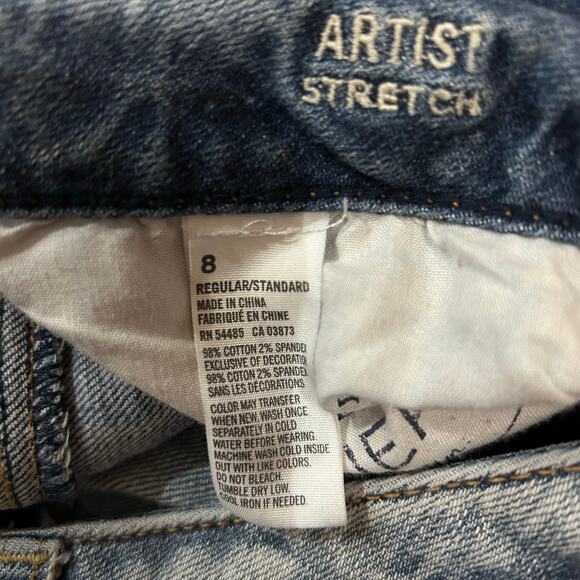 ARTIST
STRETCH
8
REGULAR/STANDARD
MADE IN CHINA
FABRIQUÉ EN CHINE
RN 54485 CA 03873
98% COTTON 2% SPANDEX
EXCLUSIVE OF DECORATION
98% COTTON 2% SPANDEX
SANS LES DÉCORATIONS
COLOR MAY TRANSFER
WHEN NEW. WASH ONCE
SEPARATELY IN COLD
WATER BEFORE WEARING.
MACHINE WASH COLD INSIDE
OUT WITH LIKE COLORS.
DO NOT BLEACH.
TUMBLE DRY LOW.
COOL IRON IF NEEDED.